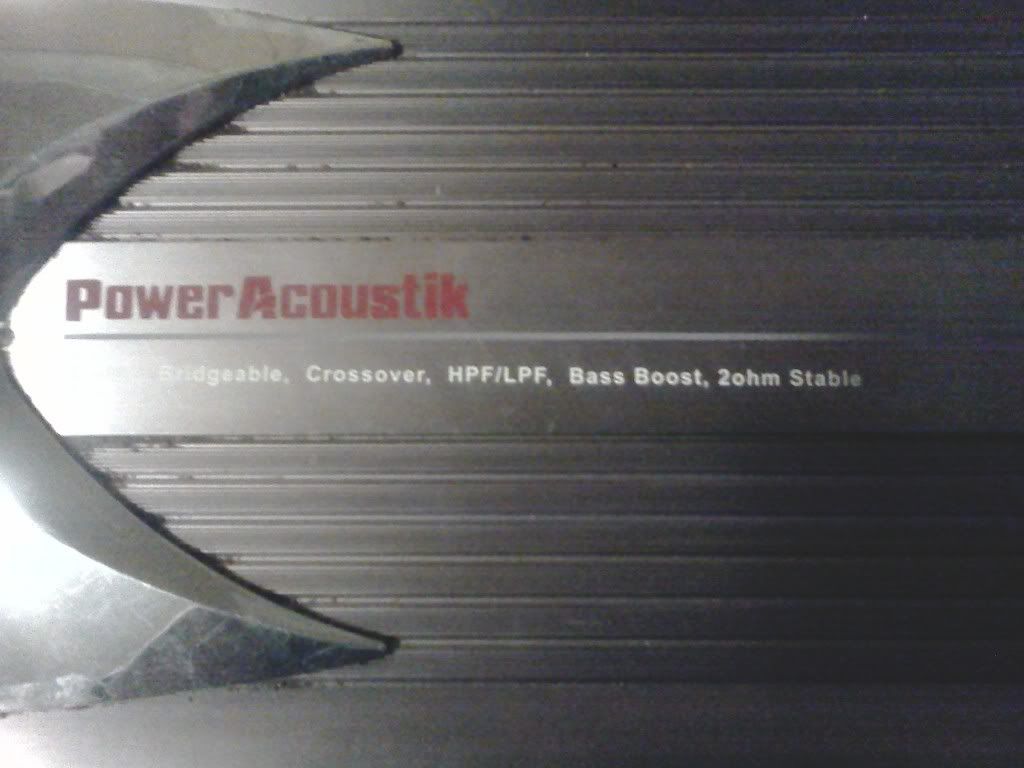 PowerAcoustik
Bridgeable, Crossover, HPF/LPF, Bass Boost, 2ohm Stable